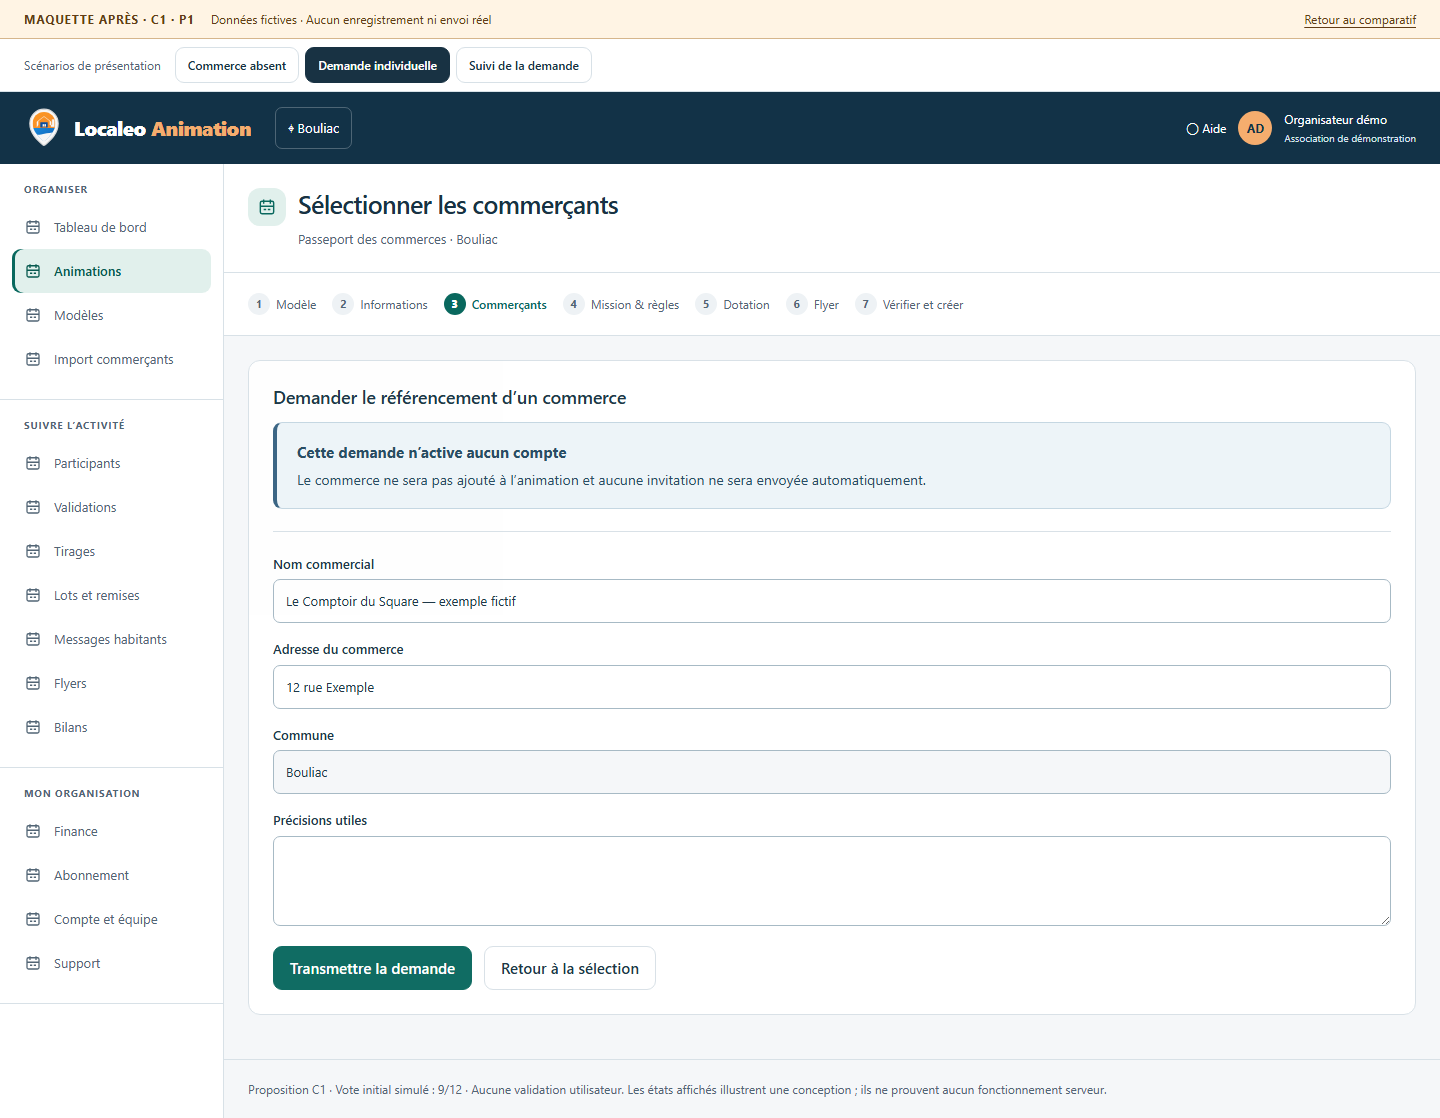 MAQUETTE APRÈS · C1 · P1 Données fictives · Aucun enregistrement ni envoi réel Retour au comparatif
Scénarios de présentation Commerce absent Demande individuelle Suivi de la demande
Localeo Animation Bouliac Aide AD Organisateur démo
Association de démonstration
ORGANISER
Tableau de bord
Animations
Modèles
Import commerçants
SUIVRE L’ACTIVITÉ
Participants
Validations
Tirages
Lots et remises
Messages habitants
Flyers
Bilans
MON ORGANISATION
Finance
Abonnement
Compte et équipe
Support
Sélectionner les commerçants
Passeport des commerces · Bouliac
1 Modèle 2 Informations 3 Commerçants 4 Mission & règles 5 Dotation 6 Flyer 7 Vérifier et créer
Demander le référencement d’un commerce
Cette demande n’active aucun compte
Le commerce ne sera pas ajouté à l’animation et aucune invitation ne sera envoyée automatiquement.
Nom commercial
Le Comptoir du Square — exemple fictif
Adresse du commerce
12 rue Exemple
Commune
Bouliac
Précisions utiles
Transmettre la demande Retour à la sélection
Proposition C1 · Vote initial simulé : 9/12 · Aucune validation utilisateur. Les états affichés illustrent une conception ; ils ne prouvent aucun fonctionnement serveur.